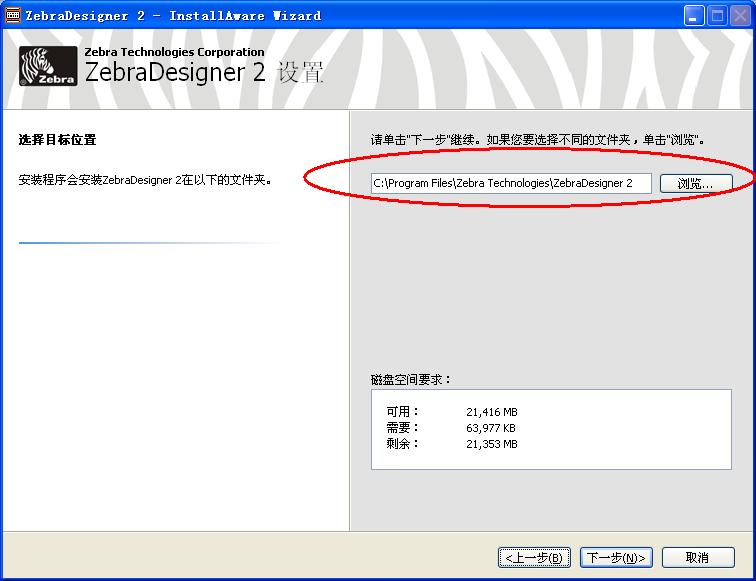 ZebraDesigner 2 - InstallAware Wizard
Zebra
Zebra Technologies Corporation
ZebraDesigner 2 设置
选择目标位置
安装程序会安装ZebraDesigner 2在以下的文件夹。
请单击"下一步"继续。如果您要选择不同的文件夹，单击"浏览"。
C:\Program Files\Zebra Technologies\ZebraDesigner 2
浏览...
磁盘空间要求：
可用： 21,416 MB
需要： 63,977 KB
剩余： 21,353 MB
<上一步(B)
下一步(N)>
取消